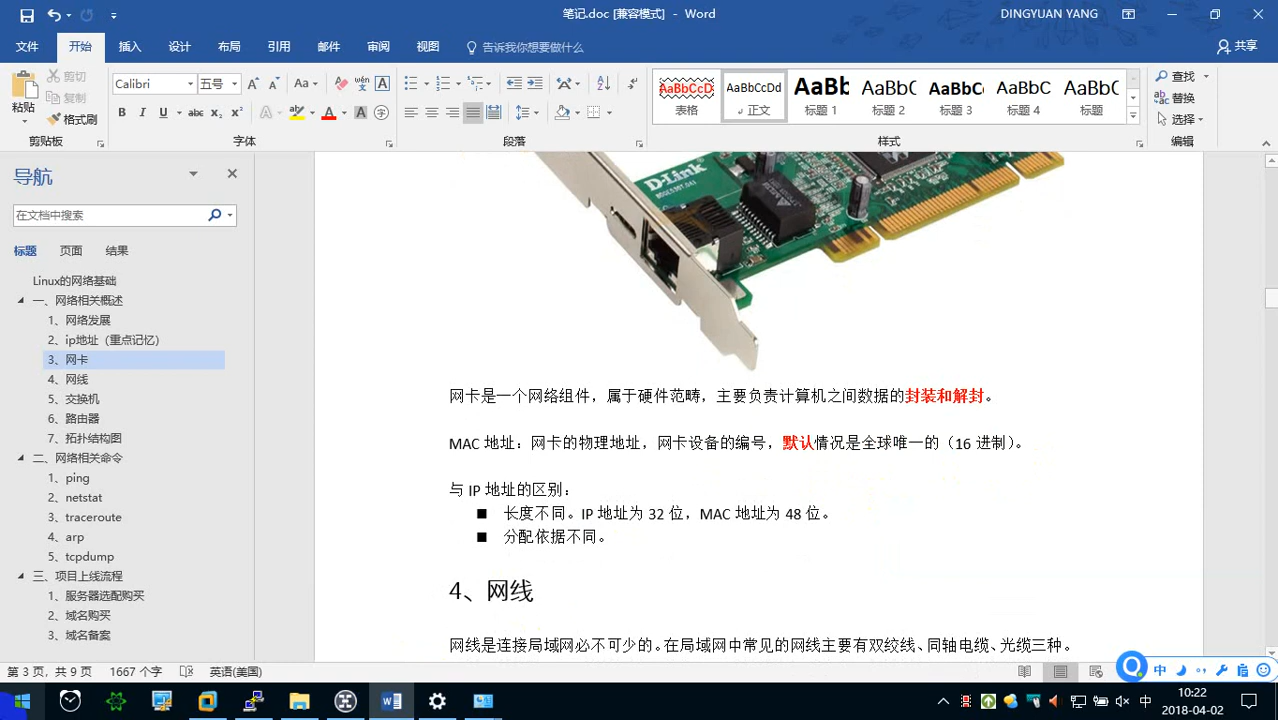 笔记.doc [兼容模式] - Word
DINGYUAN YANG
文件 开始 插入 设计 布局 引用 邮件 审阅 视图 告诉我你想要做什么 共享
粘贴 剪切 复制 格式刷
Calibri 五号
AaBbCcD 表格
AaBbCcDd 正文
AaBb 标题 1
AaBbC 标题 2
AaBbC 标题 3
AaBbC 标题 4
AaBbC 标题
查找
替换
选择
剪贴板 字体 段落 样式 编辑
导航
在文档中搜索
标题 页面 结果
Linux的网络基础
一、网络相关概述
1、网络发展
2、ip地址（重点记忆）
3、网卡
4、网线
5、交换机
6、路由器
7、拓扑结构图
二、网络相关命令
1、ping
2、netstat
3、traceroute
4、arp
5、tcpdump
三、项目上线流程
1、服务器选配购买
2、域名购买
3、域名备案
D-Link
网卡是一个网络组件，属于硬件范畴，主要负责计算机之间数据的封装和解封。
MAC 地址：网卡的物理地址，网卡设备的编号，默认情况是全球唯一的（16 进制）。
与 IP 地址的区别：
■ 长度不同。IP 地址为 32 位，MAC 地址为 48 位。
■ 分配依据不同。
4、网线
网线是连接局域网必不可少的。在局域网中常见的网线主要有双绞线、同轴电缆、光缆三种。
第 3 页，共 9 页 1667 个字 英语(美国)
中
中 10:22
2018-04-02